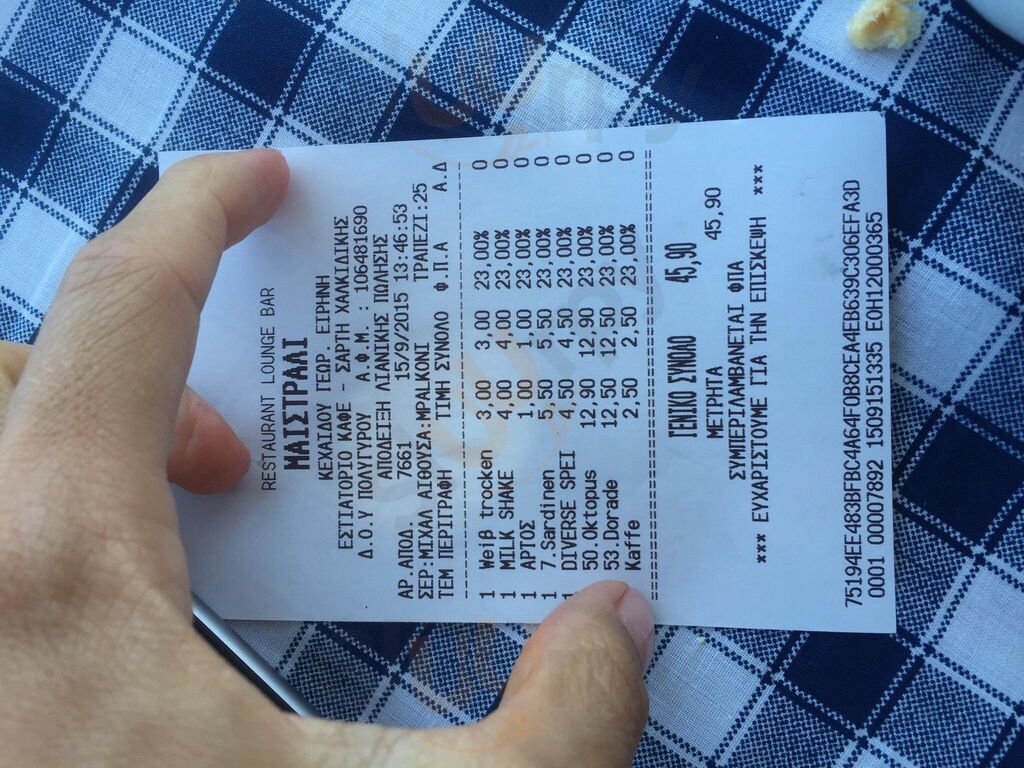 RESTAURANT LOUNGE BAR
ΜΑΙΣΤΡΑΛΙ
ΚΕΧΑΙΔΟΥ ΓΕΩΡ. ΕΙΡΗΝΗ
ΕΣΤΙΑΤΟΡΙΟ ΚΑΦΕ - ΣΑΡΤΗ ΧΑΛΚΙΔΙΚΗΣ
Δ.Ο.Υ ΠΟΛΥΓΥΡΟΥ Α.Φ.Μ. : 106481690
ΑΠΟΔΕΙΞΗ ΛΙΑΝΙΚΗΣ ΠΩΛΗΣΗΣ
ΑΡ.ΑΠΟΔ. 7661 15/9/2015 13:46:53
ΣΕΡ:ΜΙΧΑΛ ΑΙΘΟΥΣΑ:ΜΡΑΛΚΟΝΙ ΤΡΑΠΕΖΙ:25
ΤΕΜ ΠΕΡΙΓΡΑΦΗ ΤΙΜΗ ΣΥΝΟΛΟ Φ.Π.Α Α.Δ
1 Weiβ trocken 3,00 3,00 23,00% 0
1 MILK SHAKE 4,00 4,00 23,00% 0
1 ΑΡΤΟΣ 1,00 1,00 23,00% 0
1 7.Sardinen 5,50 5,50 23,00% 0
1 DIVERSE SPEI 4,50 4,50 23,00% 0
50.Oktopus 12,90 12,90 23,00% 0
53.Dorade 12,50 12,50 23,00% 0
Kaffe 2,50 2,50 23,00% 0
ΓΕΝΙΚΟ ΣΥΝΟΛΟ 45,90
ΜΕΤΡΗΤΑ 45,90
ΣΥΜΠΕΡΙΛΑΜΒΑΝΕΤΑΙ ΦΠΑ
*** ΕΥΧΑΡΙΣΤΟΥΜΕ ΓΙΑ ΤΗΝ ΕΠΙΣΚΕΨΗ ***
75194EE483BFBC4A64F0B8CEA4EB639C306EFA3D
0001 00007892 1509151335 ΕΟΗ12000365